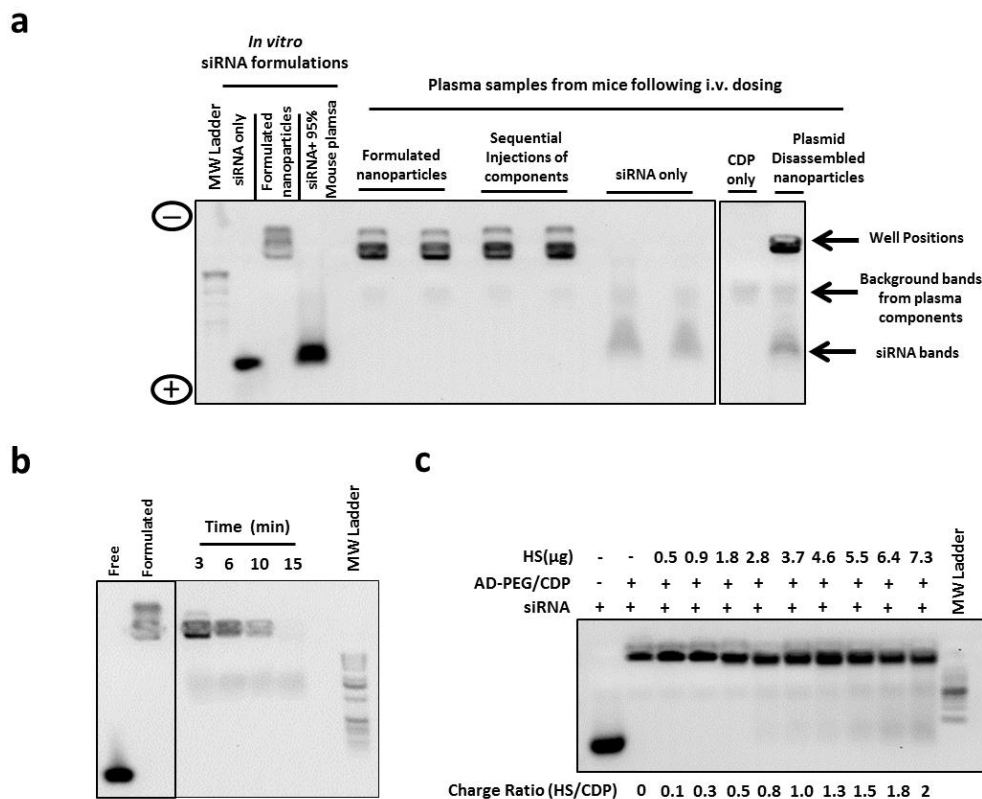 a
In vitro
siRNA formulations
Plasma samples from mice following i.v. dosing
MW Ladder
siRNA only
Formulated
nanoparticles
siRNA+ 95%
Mouse plamsa
Formulated
nanoparticles
Sequential
Injections of
components
siRNA only
CDP
only
Plasmid
Disassembled
nanoparticles
−
+
Well Positions
Background bands
from plasma
components
siRNA bands
b
Free
Formulated
Time (min)
3 6 10 15
MW Ladder
c
HS(µg) - - 0.5 0.9 1.8 2.8 3.7 4.6 5.5 6.4 7.3
AD-PEG/CDP - + + + + + + + + + +
siRNA + + + + + + + + + + +
MW Ladder
Charge Ratio (HS/CDP) 0 0.1 0.3 0.5 0.8 1.0 1.3 1.5 1.8 2